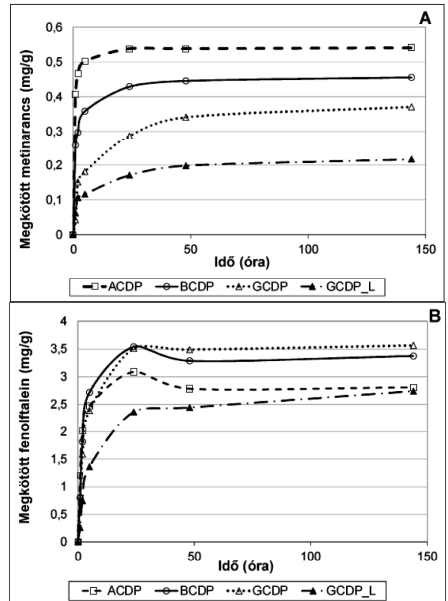 A
Megkötött metinarancs (mg/g)
0,6
0,5
0,4
0,3
0,2
0,1
0
0 50 100 150
Idő (óra)
ACDP BCDP GCDP GCDP_L
B
Megkötött fenolftalein (mg/g)
4
3,5
3
2,5
2
1,5
1
0,5
0
0 50 100 150
Idő (óra)
ACDP BCDP GCDP GCDP_L